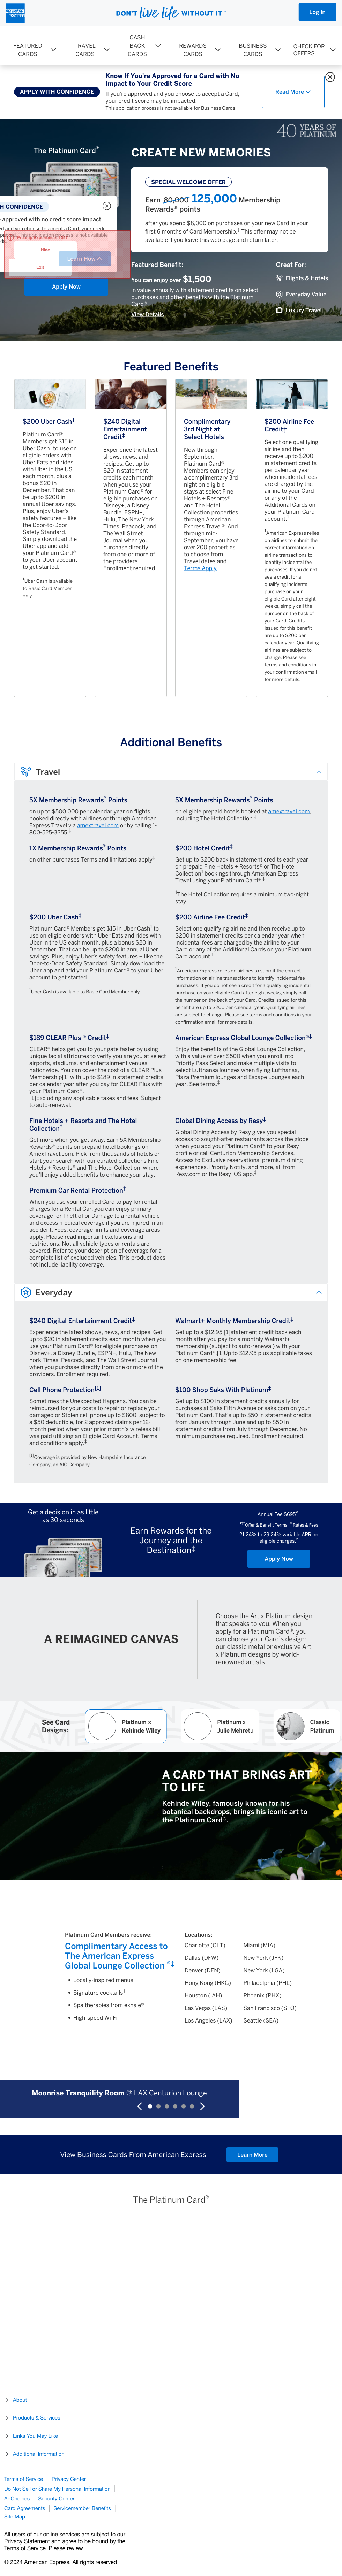 AMERICAN EXPRESS
DON'T live life WITHOUT IT™
Log In
FEATURED CARDS
TRAVEL CARDS
CASH BACK CARDS
REWARDS CARDS
BUSINESS CARDS
CHECK FOR OFFERS
APPLY WITH CONFIDENCE
Know If You're Approved for a Card with No
Impact to Your Credit Score
If you're approved and you choose to accept a Card,
your credit score may be impacted.
This application process is not available for Business Cards.
Read More
40 YEARS OF
PLATINUM
The Platinum Card®
CREATE NEW MEMORIES
SPECIAL WELCOME OFFER
Earn 80,000 125,000 Membership
Rewards® points
after you spend $8,000 on purchases on your new Card in your
first 6 months of Card Membership.‡ This offer may not be
available if you leave this web page and return later.
H CONFIDENCE
approved with no credit score impact
Hide
Learn How
Exit
Apply Now
Featured Benefit:
You can enjoy over $1,500
in value annually with statement credits on select
purchases and other benefits with the Platinum
Card®
View Details
Great For:
Flights & Hotels
Everyday Value
Luxury Travel
Featured Benefits
$200 Uber Cash‡
Platinum Card®
Members get $15 in
Uber Cash¹ to use on
eligible orders with
Uber Eats and rides
with Uber in the US
each month, plus a
bonus $20 in
December. That can
be up to $200 in
annual Uber savings.
Plus, enjoy Uber's
safety features – like
the Door-to-Door
Safety Standard.
Simply download the
Uber app and add
your Platinum Card®
to your Uber account
to get started.
¹Uber Cash is available
to Basic Card Member
only.
$240 Digital
Entertainment
Credit‡
Experience the latest
shows, news, and
recipes. Get up to
$20 in statement
credits each month
when you use your
Platinum Card® for
eligible purchases on
Disney+, a Disney
Bundle, ESPN+,
Hulu, The New York
Times, Peacock, and
The Wall Street
Journal when you
purchase directly
from one or more of
the providers.
Enrollment required.
Complimentary
3rd Night at
Select Hotels
Now through
September,
Platinum Card®
Members can enjoy
a complimentary 3rd
night on eligible
stays at select Fine
Hotels + Resorts®
and The Hotel
Collection properties
through American
Express Travel®. And
through mid-
September, you have
over 200 properties
to choose from.
Travel dates and
Terms Apply
$200 Airline Fee
Credit‡
Select one qualifying
airline and then
receive up to $200
in statement credits
per calendar year
when incidental fees
are charged by the
airline to your Card
or any of the
Additional Cards on
your Platinum Card
account.¹
¹American Express relies
on airlines to submit the
correct information on
airline transactions to
identify incidental fee
purchases. If you do not
see a credit for a
qualifying incidental
purchase on your
eligible Card after eight
weeks, simply call the
number on the back of
your Card. Credits
issued for this benefit
are up to $200 per
calendar year. Qualifying
airlines are subject to
change. Please see
terms and conditions in
your confirmation email
for more details.
Additional Benefits
Travel
5X Membership Rewards® Points
on up to $500,000 per calendar year on flights
booked directly with airlines or through American
Express Travel via amextravel.com or by calling 1-
800-525-3355.‡
5X Membership Rewards® Points
on eligible prepaid hotels booked at amextravel.com,
including The Hotel Collection.‡
1X Membership Rewards® Points
on other purchases Terms and limitations apply‡
$200 Hotel Credit‡
Get up to $200 back in statement credits each year
on prepaid Fine Hotels + Resorts® or The Hotel
Collection¹ bookings through American Express
Travel using your Platinum Card®.‡
¹The Hotel Collection requires a minimum two-night
stay.
$200 Uber Cash‡
Platinum Card® Members get $15 in Uber Cash¹ to use on
eligible orders with Uber Eats and rides with Uber in the
Uber in the US each month, plus a bonus $20 in
December. That can be up to $200 in annual Uber
savings. Plus, enjoy Uber's safety features – like the
Door-to-Door Safety Standard. Simply download the
Uber app and add your Platinum Card® to your Uber
account to get started.
¹Uber Cash is available to Basic Card Member only.
$200 Airline Fee Credit‡
Select one qualifying airline and then receive up to
$200 in statement credits per calendar year when
incidental fees are charged by the airline to your
Card or any of the Additional Cards on your Platinum
Card account.¹
¹American Express relies on airlines to submit the correct
information on airline transactions to identify incidental fee
purchases. If you do not see a credit for a qualifying incidental
purchase on your eligible Card after eight weeks, simply call
the number on the back of your Card. Credits issued for this
benefit are up to $200 per calendar year. Qualifying airlines
are subject to change. Please see terms and conditions in your
confirmation email for more details.
$189 CLEAR Plus ® Credit‡
CLEAR® helps get you to your gate faster by using
unique facial attributes to verify you are you at select
airports, stadiums, and entertainment venues
nationwide. You can cover the cost of a CLEAR Plus
Membership[1] with up to $189 in statement credits
per calendar year after you pay for CLEAR Plus with
your Platinum Card®.
[1]Excluding any applicable taxes and fees. Subject
to auto-renewal.
American Express Global Lounge Collection®‡
Enjoy the benefits of the Global Lounge Collection,
with a value of over $500 when you enroll into
Priority Pass Select and make monthly visits to
select Lufthansa lounges when flying Lufthansa,
Plaza Premium lounges and Escape Lounges each
year. See terms.‡
Fine Hotels + Resorts and The Hotel
Collection‡
Get more when you get away. Earn 5X Membership
Rewards® points on prepaid hotel bookings on
AmexTravel.com. Pick from thousands of hotels or
start your search with our most celebrated collections Fine
Hotels + Resorts® and The Hotel Collection, where
you'll enjoy added benefits to enhance your stay.
Global Dining Access by Resy‡
Global Dining Access by Resy gives you special
access to sought-after restaurants across the globe
when you add your Platinum Card® to your Resy
profile or call Centurion Membership Services.
Access to Exclusive reservations, premium dining
experiences, Priority Notify, and more, all from
Resy.com or the Resy iOS app.‡
Premium Car Rental Protection‡
When you use your enrolled Card to pay for rental
charges for a Rental Car, you can enjoy primary
coverage for Theft of or Damage to a rental vehicle
and excess medical coverage if you are injured in an
accident. Financial coverage limits and duration of
coverage apply. Please read important exclusions and
restrictions. Not all vehicle types or rentals are
covered. Refer to your description of coverage for a
complete list of excluded vehicles. This product does
not include liability coverage.
Everyday
$240 Digital Entertainment Credit‡
Experience the latest shows, news, and recipes. Get
up to $20 in statement credits each month when you
use your Platinum Card® for eligible purchases on
Disney+, a Disney Bundle, ESPN+, Hulu, The New
York Times, Peacock, and The Wall Street Journal
when you purchase directly from one or more of the
providers. Enrollment required.
Walmart+ Monthly Membership Credit‡
Get up to a $12.95 [1]statement credit back each
month after you pay for a monthly Walmart+
membership (subject to auto-renewal) with your
Platinum Card®.[1]Up to $12.95 plus applicable taxes
on one membership fee.
Cell Phone Protection[1]
Sometimes the Unexpected Happens. You can be
reimbursed for your costs to repair or replace your
damaged or Stolen cell phone up to $800, subject to
a $50 deductible, for 2 approved claims per 12-
month period when your prior month's wireless bill
was paid utilizing an Eligible Card Account. Terms
and conditions apply.‡
[1]Coverage is provided by New Hampshire Insurance
Company, an AIG Company.
$100 Shop Saks With Platinum‡
Get up to $100 in statement credits annually for
purchases at Saks Fifth Avenue or saks.com on your
Platinum Card®. That's up to $50 in statement credits
from January through June and up to $50 in
statement credits from July through December. No
minimum purchase required. Enrollment required.
Get a decision in as little
as 30 seconds
Earn Rewards for the
Journey and the
Destination‡
Annual Fee $695*¹
*¹‡Offer & Benefit Terms *Rates & Fees
21.24% to 29.24% variable APR on
eligible charges.*
Apply Now
A REIMAGINED CANVAS
Choose the Art x Platinum design
that speaks to you. When you
apply for a Platinum Card®, you
can choose your Card's design:
our classic metal or exclusive Art
x Platinum designs by world-
renowned artists.
See Card
Designs:
Platinum x
Kehinde Wiley
Platinum x
Julie Mehretu
Classic
Platinum
A CARD THAT BRINGS ART
TO LIFE
Kehinde Wiley, famously known for his
botanical backdrops, brings his iconic art to
the Platinum Card®.
Platinum Card Members receive:
Complimentary Access to
The American Express
Global Lounge Collection ®‡
Locally-inspired menus
Signature cocktails‡
Spa therapies from exhale®
High-speed Wi-Fi
Locations:
Charlotte (CLT)
Dallas (DFW)
Denver (DEN)
Hong Kong (HKG)
Houston (IAH)
Las Vegas (LAS)
Los Angeles (LAX)
Miami (MIA)
New York (JFK)
New York (LGA)
Philadelphia (PHL)
Phoenix (PHX)
San Francisco (SFO)
Seattle (SEA)
Moonrise Tranquility Room @ LAX Centurion Lounge
View Business Cards From American Express
Learn More
The Platinum Card®
About
Products & Services
Links You May Like
Additional Information
Terms of Service
Privacy Center
Do Not Sell or Share My Personal Information
AdChoices
Security Center
Card Agreements
Servicemember Benefits
Site Map
All users of our online services are subject to our
Privacy Statement and agree to be bound by the
Terms of Service. Please review.
© 2024 American Express. All rights reserved